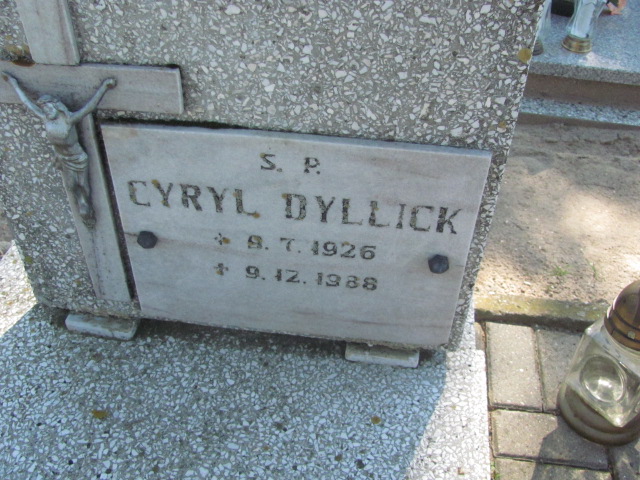 S. P.
CYRYL DYLLICK
* 8. 7. 1926
+ 9. 12. 1988